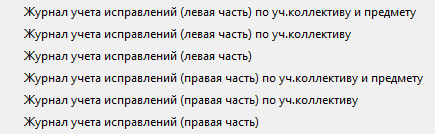 Журнал учета исправлений (левая часть) по уч.коллективу и предмету
Журнал учета исправлений (левая часть) по уч.коллективу
Журнал учета исправлений (левая часть)
Журнал учета исправлений (правая часть) по уч.коллективу и предмету
Журнал учета исправлений (правая часть) по уч.коллективу
Журнал учета исправлений (правая часть)